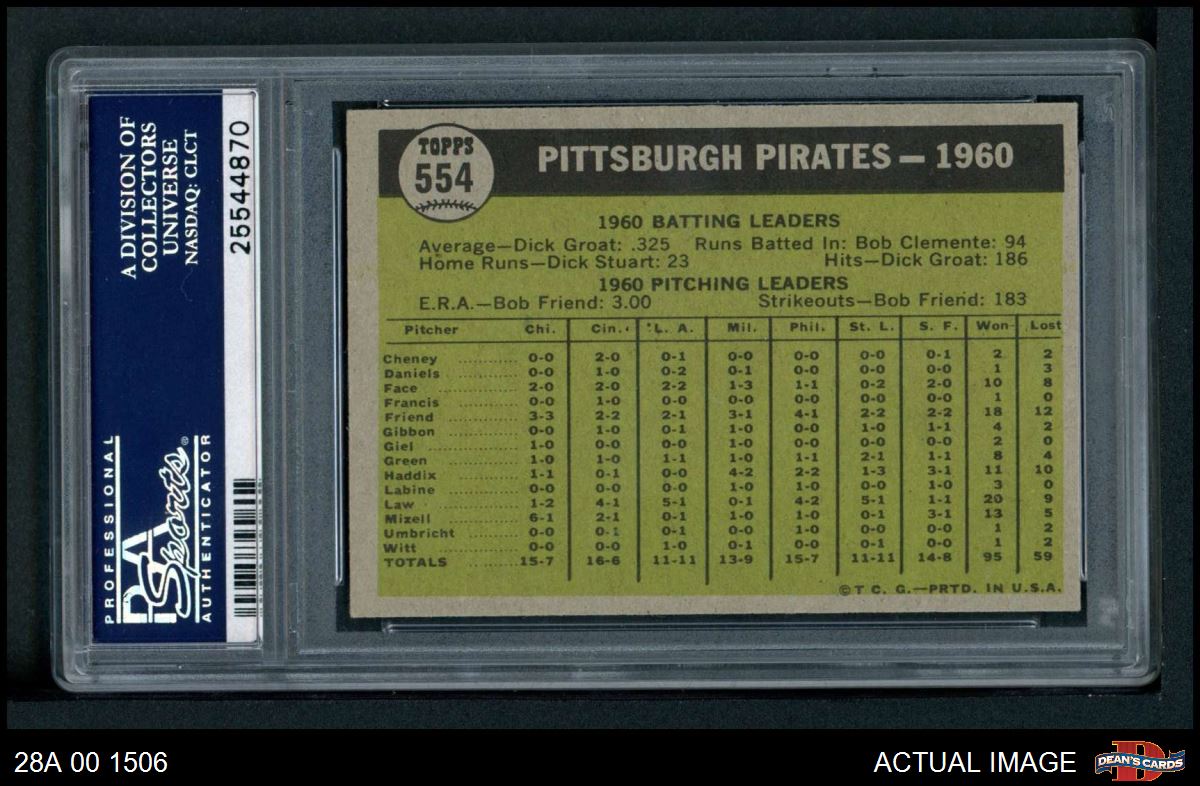 A DIVISION OF
COLLECTORS
UNIVERSE
NASDAQ: CLCT
25544870
PROFESSIONAL
PSA
Sports®
AUTHENTICATOR
TOPPS
554
PITTSBURGH PIRATES — 1960
1960 BATTING LEADERS
Average—Dick Groat: .325 Runs Batted In: Bob Clemente: 94
Home Runs—Dick Stuart: 23 Hits—Dick Groat: 186
1960 PITCHING LEADERS
E.R.A.—Bob Friend: 3.00 Strikeouts—Bob Friend: 183
Pitcher Chi. Cin. L. A. Mil. Phil. St. L. S. F. Won Lost
Cheney 0-0 2-0 0-1 0-0 0-0 0-0 0-1 2 2
Daniels 0-0 1-0 0-2 0-1 0-0 0-0 0-0 1 3
Face 2-0 2-0 2-2 1-3 1-1 0-2 2-0 10 8
Francis 0-0 1-0 0-0 0-0 0-0 0-0 0-0 1 0
Friend 3-3 2-2 2-1 3-1 4-1 2-2 2-2 18 12
Gibbon 0-0 1-0 0-1 1-0 1-0 0-0 1-1 4 2
Giel 1-0 0-0 0-0 1-0 0-0 0-0 0-0 2 0
Green 1-0 1-0 1-1 1-0 1-1 2-1 1-1 8 4
Haddix 1-1 0-1 0-0 4-2 2-2 1-3 3-1 11 10
Labine 0-0 0-0 0-0 1-0 1-0 0-0 1-0 3 0
Law 1-2 4-1 5-1 0-1 4-2 5-1 1-1 20 9
Mizell 6-1 2-1 0-1 1-0 1-0 0-1 3-1 13 5
Umbricht 0-0 0-1 0-1 0-0 1-0 0-0 0-0 1 2
Witt 0-0 0-0 1-0 0-1 0-0 0-1 0-0 1 2
TOTALS 15-7 16-6 11-11 13-9 15-7 11-11 14-8 95 59
©T. C. G.—PRTD. IN U.S.A.
28A 00 1506
ACTUAL IMAGE
D
DEAN'S CARDS